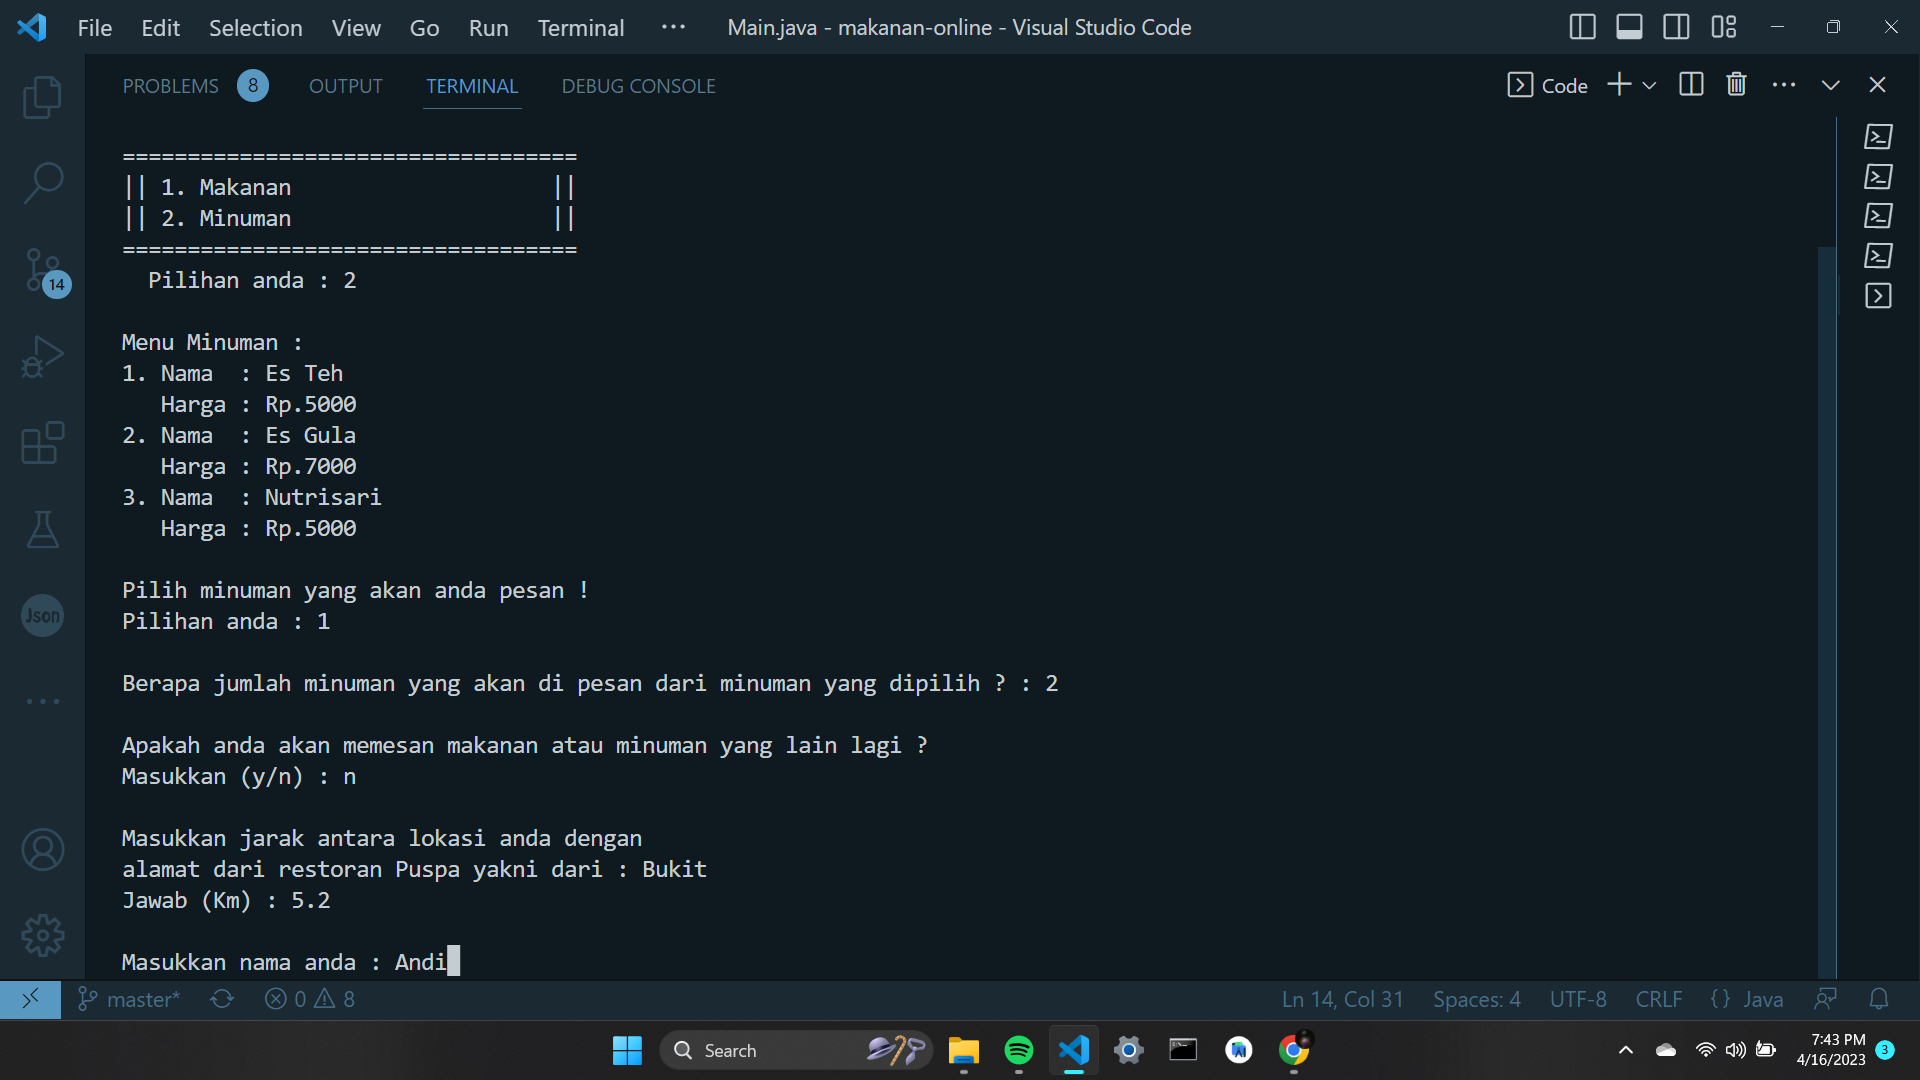 File Edit Selection View Go Run Terminal ··· Main.java - makanan-online - Visual Studio Code
PROBLEMS 8 OUTPUT TERMINAL DEBUG CONSOLE Code
===================================
|| 1. Makanan                    ||
|| 2. Minuman                    ||
===================================
  Pilihan anda : 2
Menu Minuman :
1. Nama  : Es Teh
   Harga : Rp.5000
2. Nama  : Es Gula
   Harga : Rp.7000
3. Nama  : Nutrisari
   Harga : Rp.5000
Pilih minuman yang akan anda pesan !
Pilihan anda : 1
Berapa jumlah minuman yang akan di pesan dari minuman yang dipilih ? : 2
Apakah anda akan memesan makanan atau minuman yang lain lagi ?
Masukkan (y/n) : n
Masukkan jarak antara lokasi anda dengan
alamat dari restoran Puspa yakni dari : Bukit
Jawab (Km) : 5.2
Masukkan nama anda : Andi
14
Json
master* 0 8 Ln 14, Col 31 Spaces: 4 UTF-8 CRLF {} Java
Search
7:43 PM
4/16/2023 3